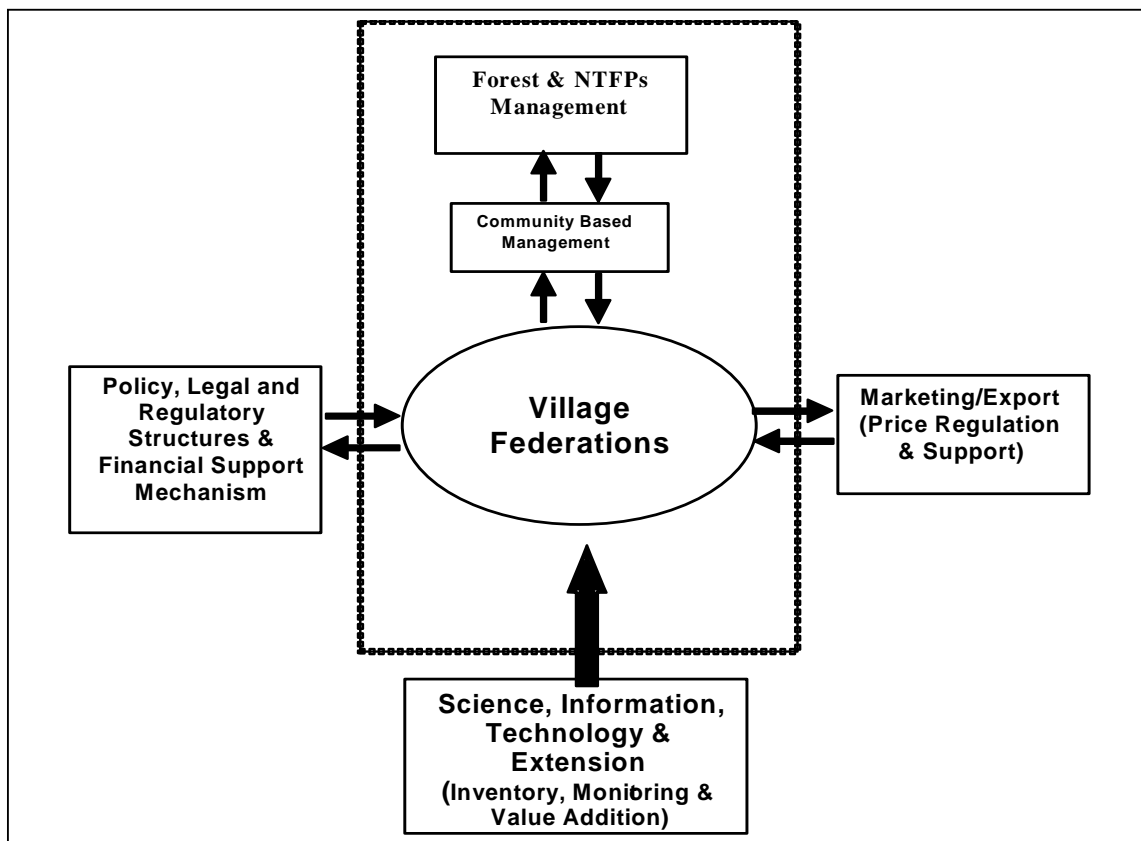 Forest & NTFPs
Management
Community Based
Management
Policy, Legal and
Regulatory
Structures &
Financial Support
Mechanism
Village
Federations
Marketing/Export
(Price Regulation
& Support)
Science, Information,
Technology &
Extension
(Inventory, Monitoring &
Value Addition)